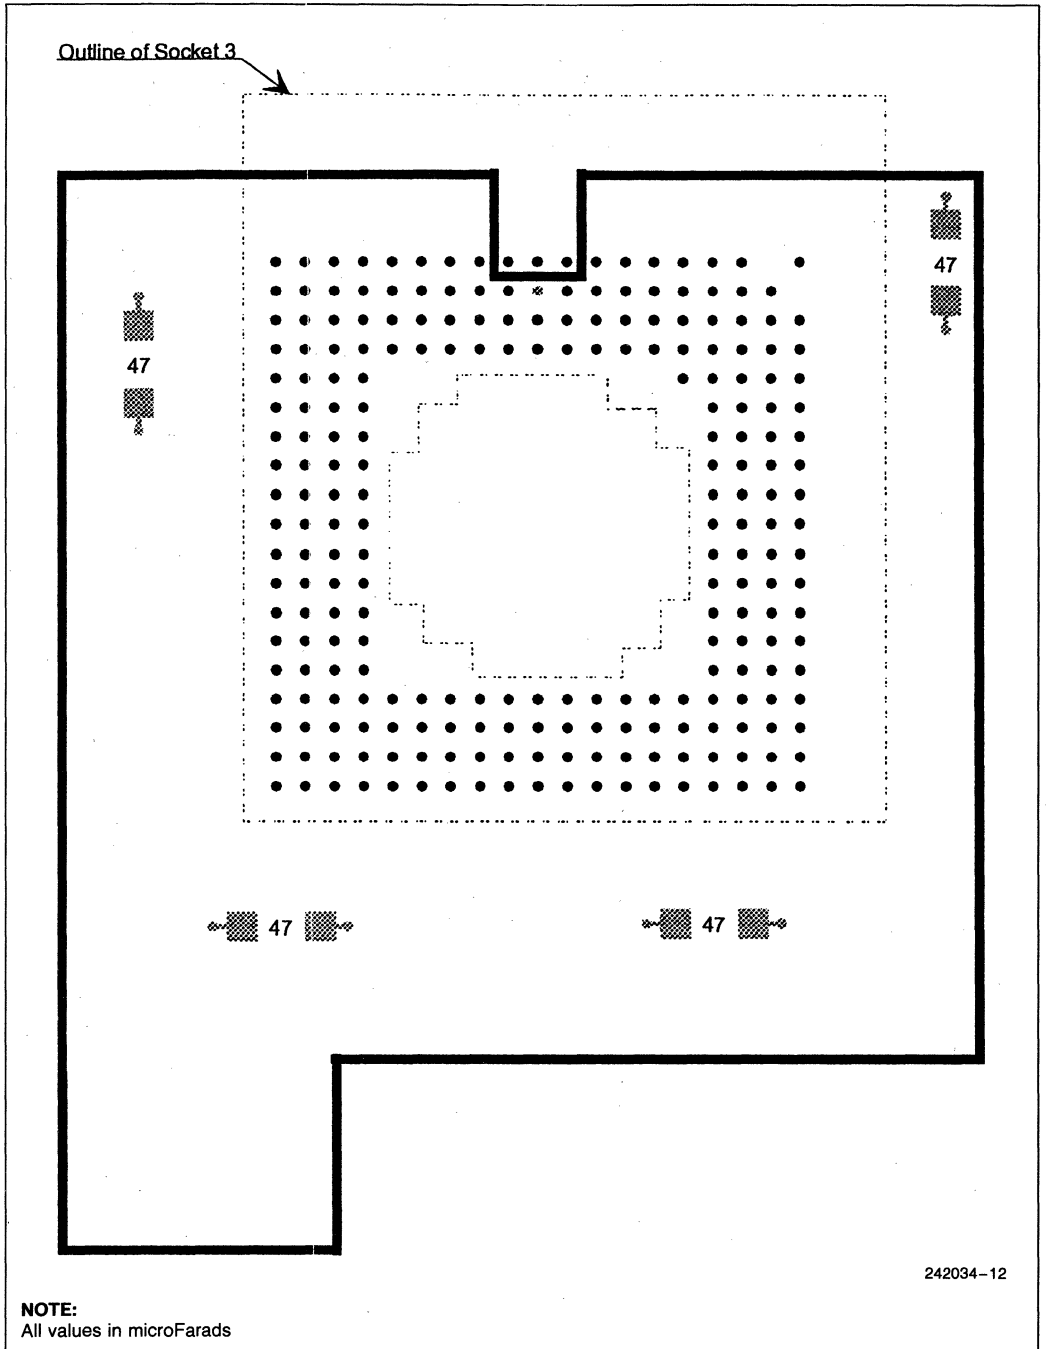 Outline of Socket 3
47
47
47
47
242034–12
NOTE:
All values in microFarads